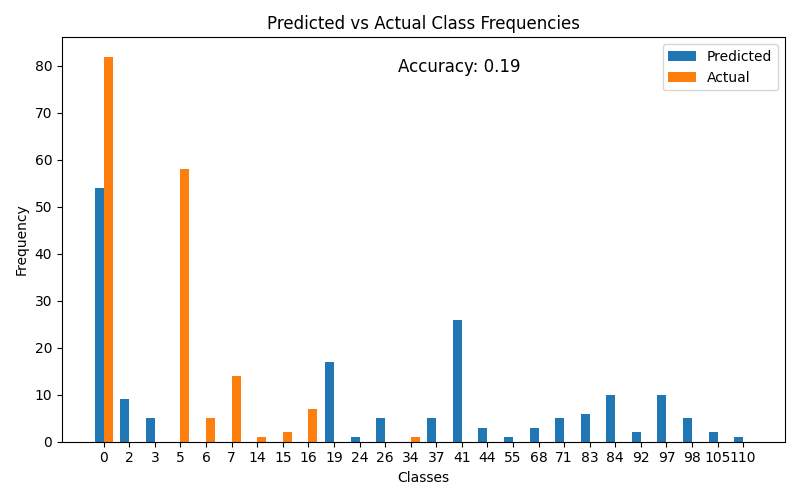 Predicted vs Actual Class Frequencies
Accuracy: 0.19
Predicted
Actual
80
70
60
50
40
30
20
10
0
Frequency
0 2 3 5 6 7 14 15 16 19 24 26 34 37 41 44 55 68 71 83 84 92 97 98 105 110
Classes